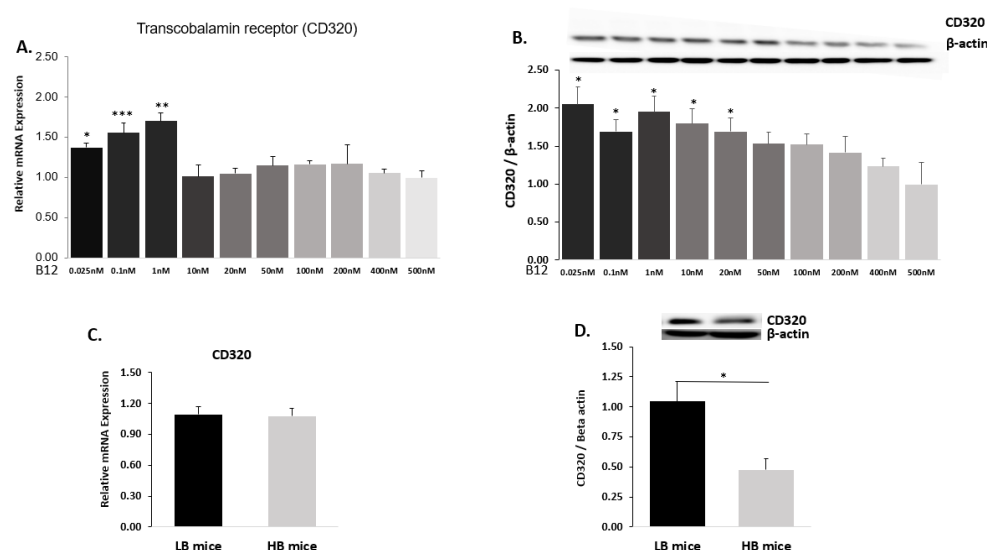 Transcobalamin receptor (CD320)
A.
Relative mRNA Expression
2.50
2.00
1.50
1.00
0.50
0.00
* *** **
B12 0.025nM 0.1nM 1nM 10nM 20nM 50nM 100nM 200nM 400nM 500nM
B.
CD320
β-actin
CD320 / β-actin
2.50
2.00
1.50
1.00
0.50
0.00
* * * * *
B12 0.025nM 0.1nM 1nM 10nM 20nM 50nM 100nM 200nM 400nM 500nM
C.
CD320
Relative mRNA Expression
1.50
1.20
0.90
0.60
0.30
0.00
LB mice HB mice
D.
CD320
β-actin
CD320 / Beta actin
1.50
1.25
1.00
0.75
0.50
0.25
0.00
*
LB mice HB mice